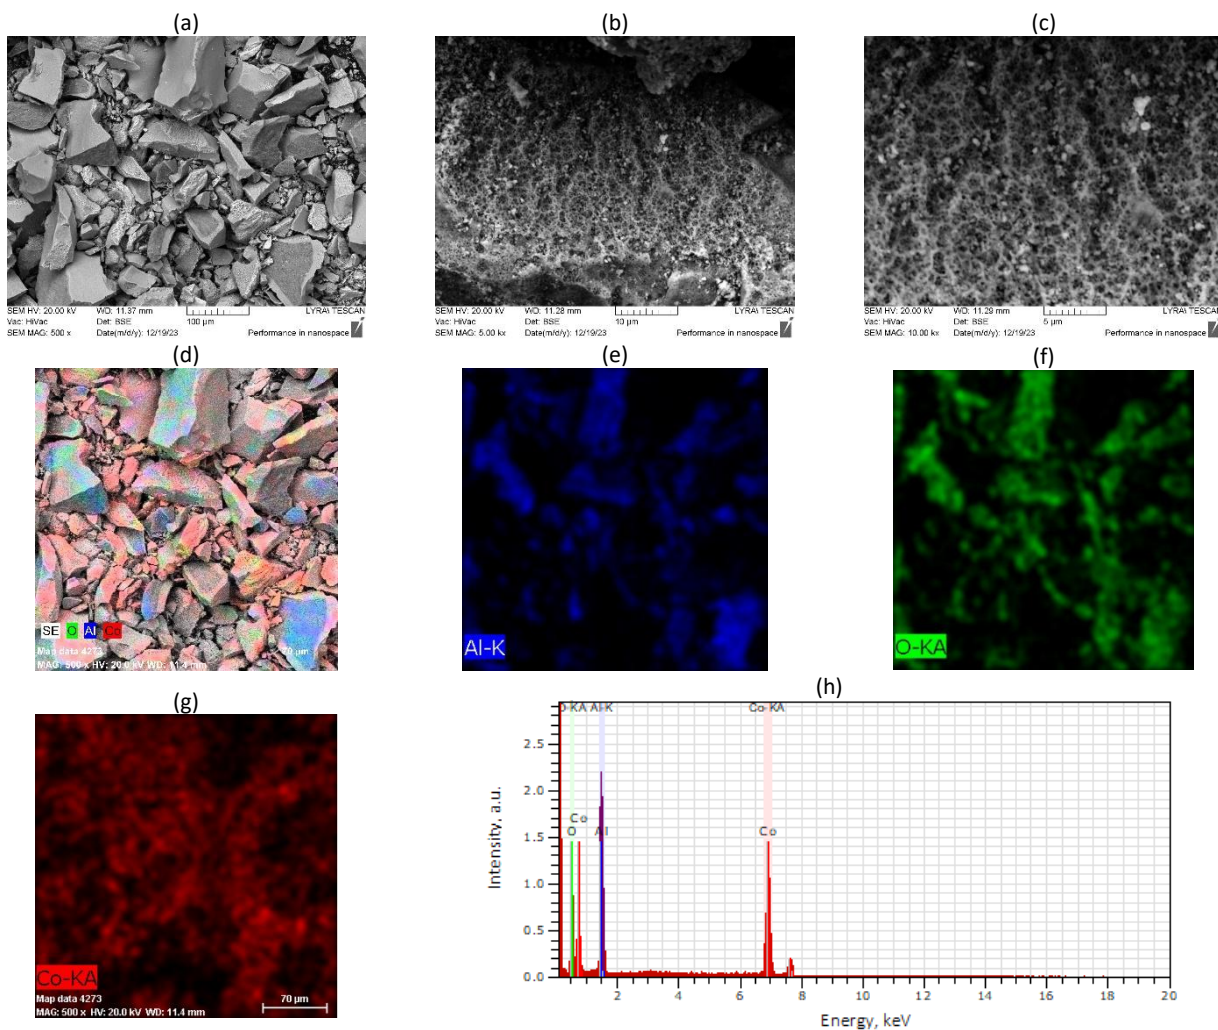 (a)
(b)
(c)
SEM HV: 20.00 kV WD: 11.37 mm LYRA\ TESCAN
Vac: HiVac Det: BSE 100 µm
SEM MAG: 500 x Date(m/d/y): 12/19/23 Performance in nanospace
SEM HV: 20.00 kV WD: 11.28 mm LYRA\ TESCAN
Vac: HiVac Det: BSE 10 µm
SEM MAG: 5.00 kx Date(m/d/y): 12/19/23 Performance in nanospace
SEM HV: 20.00 kV WD: 11.29 mm LYRA\ TESCAN
Vac: HiVac Det: BSE 5 µm
SEM MAG: 10.00 kx Date(m/d/y): 12/19/23 Performance in nanospace
(d)
(e)
(f)
SE O Al Co
Map data 4273 70 µm
MAG: 500 x HV: 20.0 kV WD: 11.4 mm
Al-K
O-KA
(g)
(h)
Co-KA
Map data 4273
MAG: 500 x HV: 20.0 kV WD: 11.4 mm 70 µm
O-KA Al-K Co-KA
2.5
2.0
1.5
1.0
0.5
0.0
Co
O Al Co
2 4 6 8 10 12 14 16 18 20
Intensity, a.u.
Energy, keV